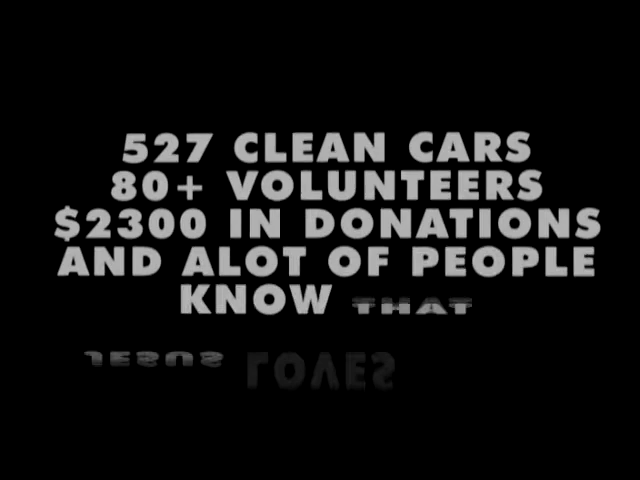 527 CLEAN CARS
80+ VOLUNTEERS
$2300 IN DONATIONS
AND ALOT OF PEOPLE
KNOW THAT
JESUS LOVES